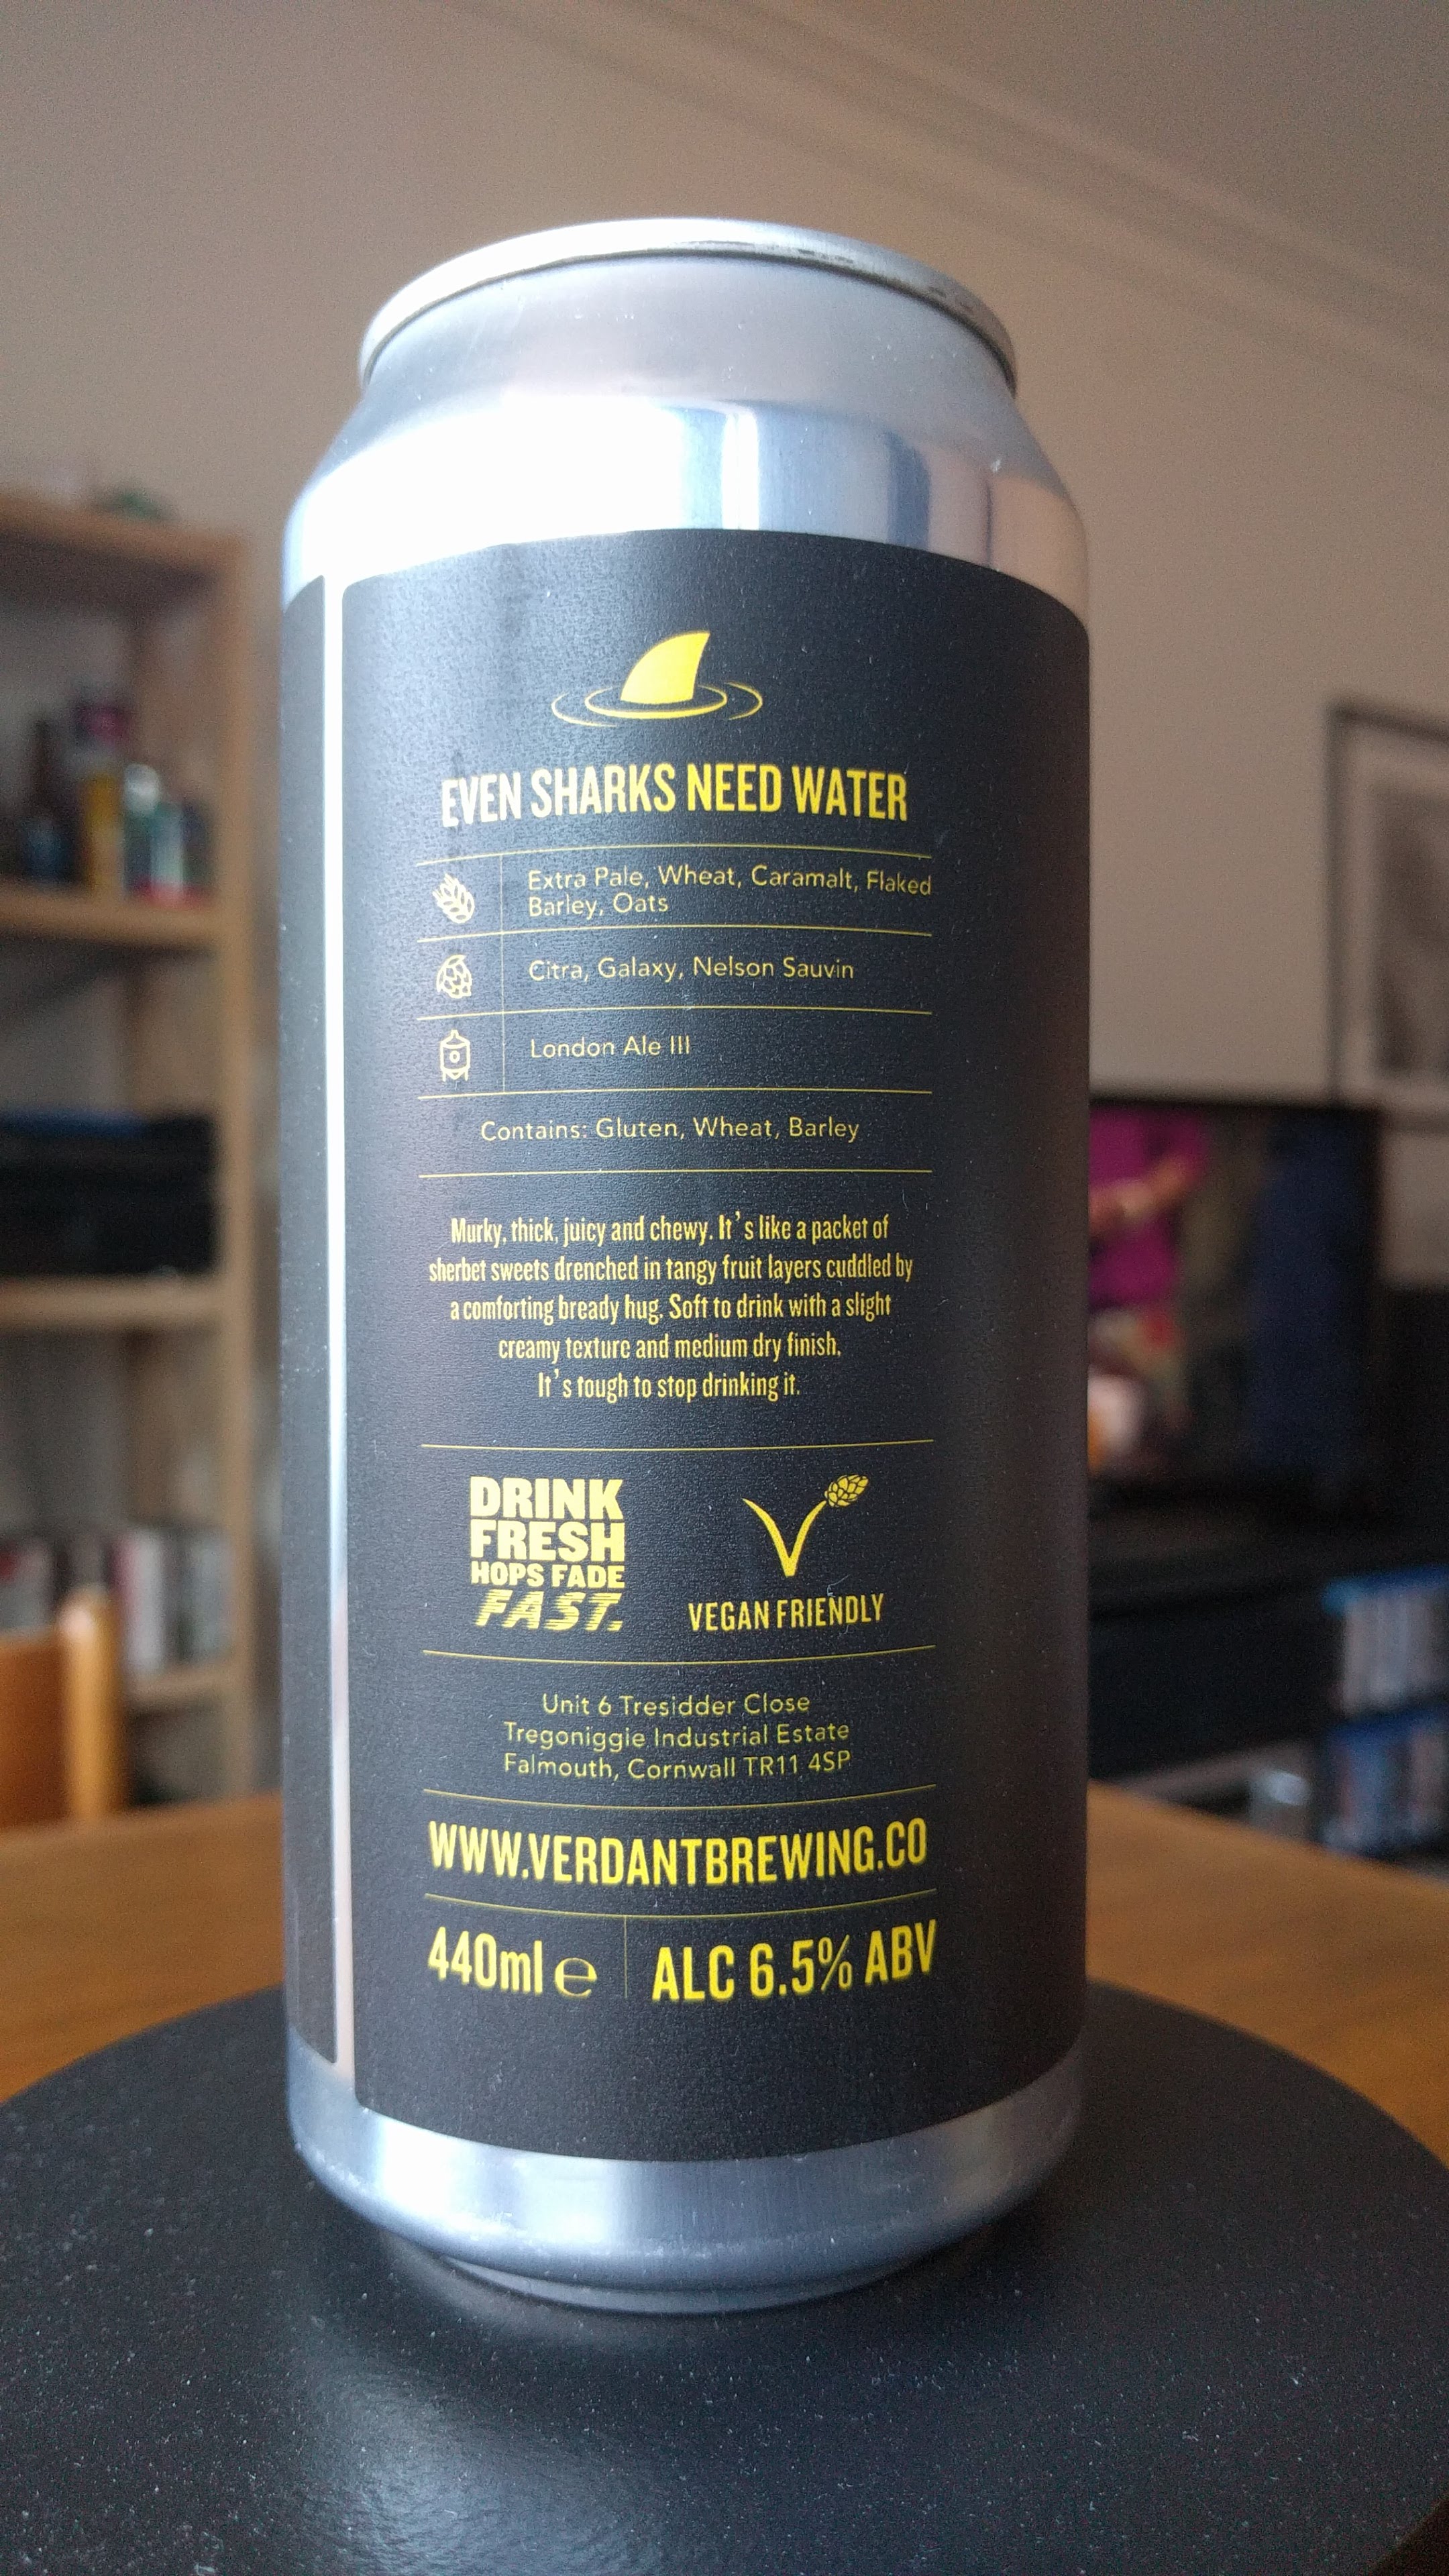 EVEN SHARKS NEED WATER
Extra Pale, Wheat, Caramalt, Flaked
Barley, Oats
Citra, Galaxy, Nelson Sauvin
London Ale III
Contains: Gluten, Wheat, Barley
Murky, thick, juicy and chewy. It's like a packet of
sherbet sweets drenched in tangy fruit layers cuddled by
a comforting bready hug. Soft to drink with a slight
creamy texture and medium dry finish.
It's tough to stop drinking it.
DRINK
FRESH
HOPS FADE
FAST.
VEGAN FRIENDLY
Unit 6 Tresidder Close
Tregoniggie Industrial Estate
Falmouth, Cornwall TR11 4SP
WWW.VERDANTBREWING.CO
440ml e ALC 6.5% ABV